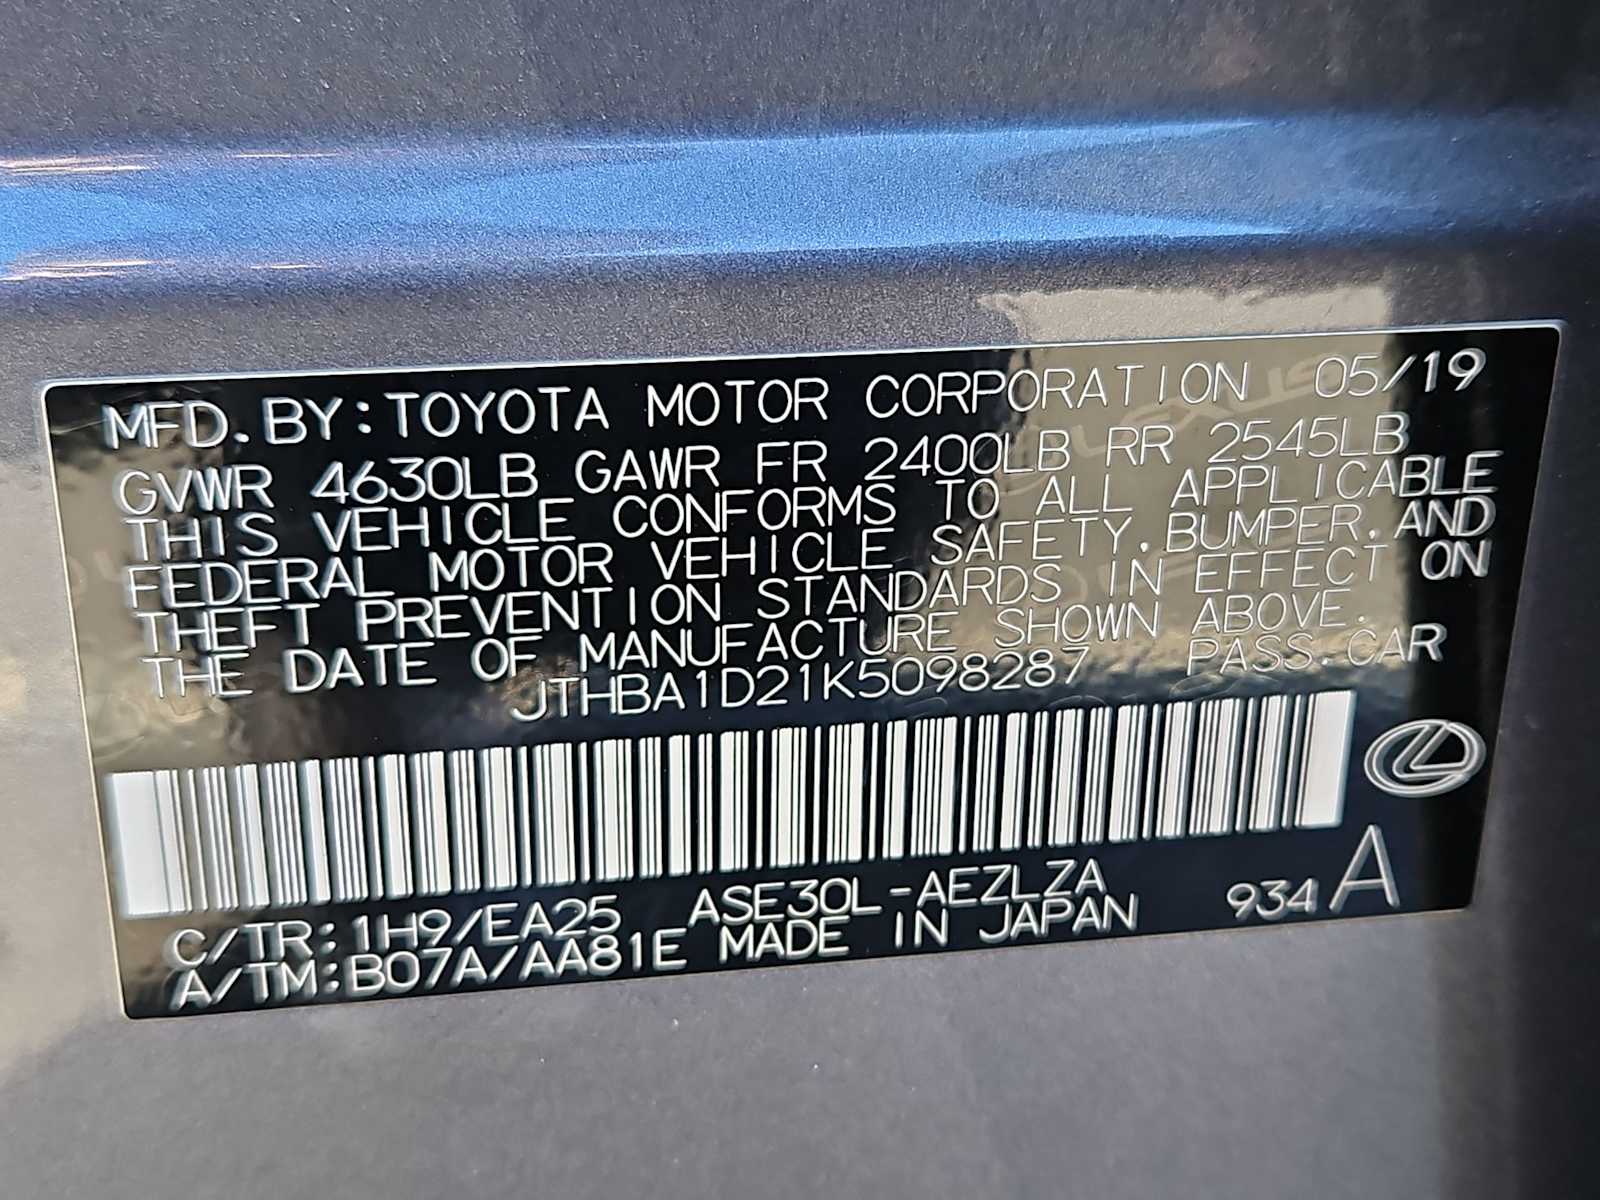 MFD.BY:TOYOTA MOTOR CORPORATION 05/19
GVWR 4630LB GAWR FR 2400LB RR 2545LB
THIS VEHICLE CONFORMS TO ALL APPLICABLE
FEDERAL MOTOR VEHICLE SAFETY.BUMPER.AND
THEFT PREVENTION STANDARDS IN EFFECT ON
THE DATE OF MANUFACTURE SHOWN ABOVE.
JTHBA1D21K5098287 PASS.CAR
C/TR:1H9/EA25 ASE30L-AEZLZA 934 A
A/TM:B07A/AA81E MADE IN JAPAN